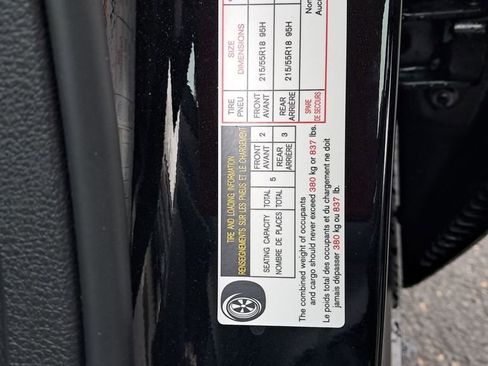 TIRE AND LOADING INFORMATION
RENSEIGNEMENTS SUR LES PNEUS ET LE CHARGEMENT
SEATING CAPACITY TOTAL 5 FRONT 2 REAR 3
NOMBRE DE PLACES TOTAL AVANT ARRIÈRE
The combined weight of occupants
and cargo should never exceed 380 kg or 837 lbs.
Le poids total des occupants et du chargement ne doit
jamais dépasser 380 kg ou 837 lb.
TIRE SIZE
PNEU DIMENSIONS
FRONT 215/55R18 95H
AVANT
REAR 215/55R18 95H
ARRIÈRE
SPARE
DE SECOURS